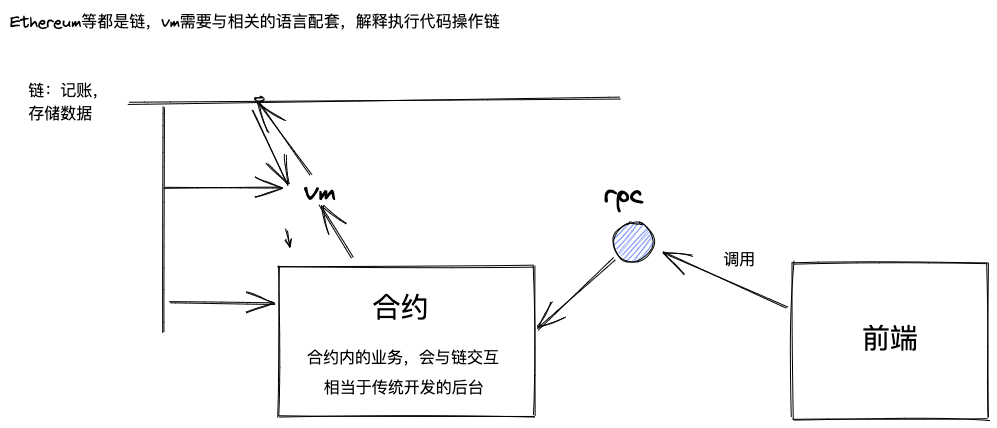 Ethereum等都是链，vm需要与相关的语言配套，解释执行代码操作链
链：记账，
存储数据
vm
rpc
调用
合约
前端
合约内的业务，会与链交互
相当于传统开发的后台